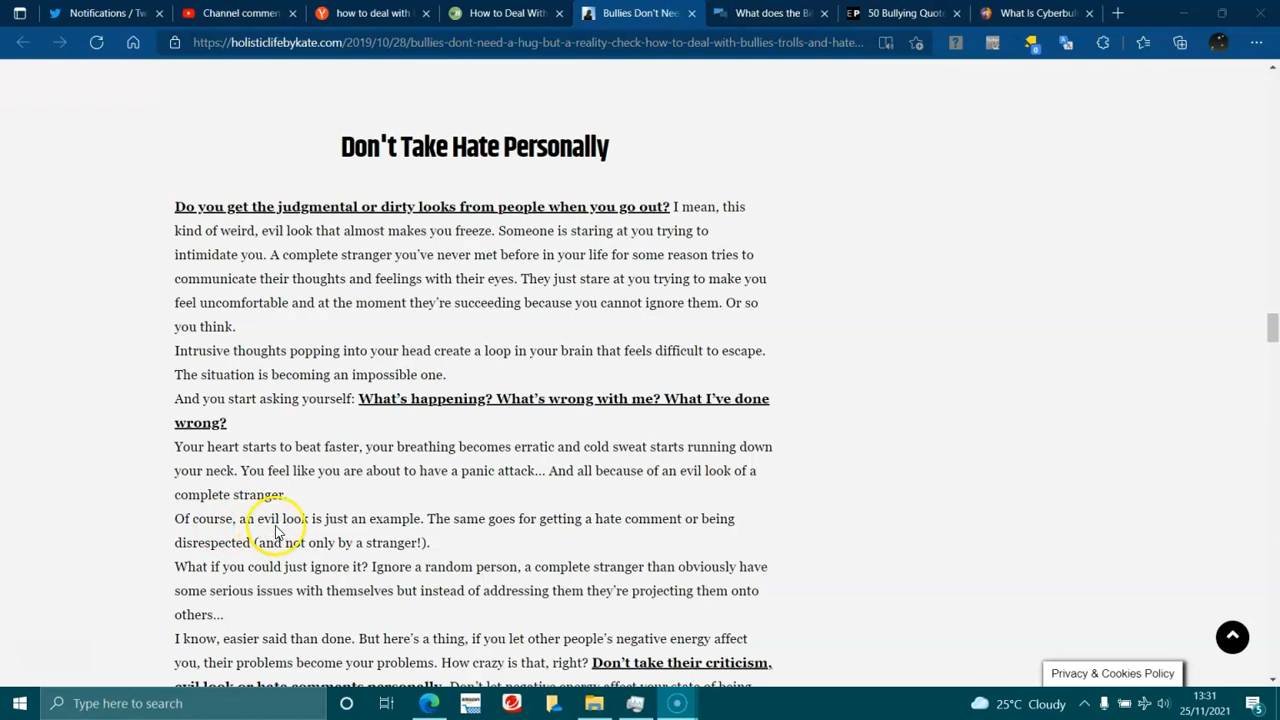 Notifications / Tw
Channel comment
how to deal with
How to Deal With
Bullies Don't Nee
What does the Bi
50 Bullying Quot
What Is Cyberbul
https://holisticlifebykate.com/2019/10/28/bullies-dont-need-a-hug-but-a-reality-check-how-to-deal-with-bullies-trolls-and-hate...
Don't Take Hate Personally
Do you get the judgmental or dirty looks from people when you go out? I mean, this
kind of weird, evil look that almost makes you freeze. Someone is staring at you trying to
intimidate you. A complete stranger you've never met before in your life for some reason tries to
communicate their thoughts and feelings with their eyes. They just stare at you trying to make you
feel uncomfortable and at the moment they're succeeding because you cannot ignore them. Or so
you think.
Intrusive thoughts popping into your head create a loop in your brain that feels difficult to escape.
The situation is becoming an impossible one.
And you start asking yourself: What's happening? What's wrong with me? What I've done
wrong?
Your heart starts to beat faster, your breathing becomes erratic and cold sweat starts running down
your neck. You feel like you are about to have a panic attack... And all because of an evil look of a
complete stranger.
Of course, an evil look is just an example. The same goes for getting a hate comment or being
disrespected (and not only by a stranger!).
What if you could just ignore it? Ignore a random person, a complete stranger than obviously have
some serious issues with themselves but instead of addressing them they're projecting them onto
others...
I know, easier said than done. But here's a thing, if you let other people's negative energy affect
you, their problems become your problems. How crazy is that, right? Don't take their criticism,
evil look or hate comments personally. Don't let negative energy affect your state of being
Privacy & Cookies Policy
Type here to search
25°C Cloudy
13:31
25/11/2021